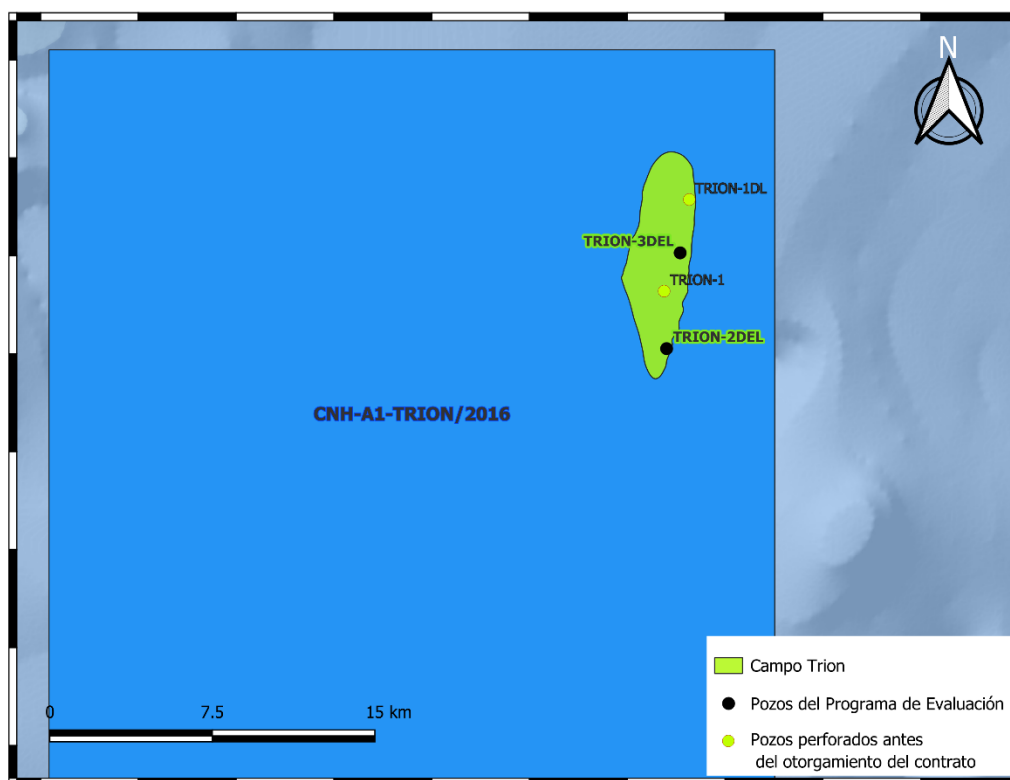 N
TRION-1DL
TRION-3DEL
TRION-1
TRION-2DEL
CNH-A1-TRION/2016
0 7.5 15 km
Campo Trion
Pozos del Programa de Evaluación
Pozos perforados antes
del otorgamiento del contrato